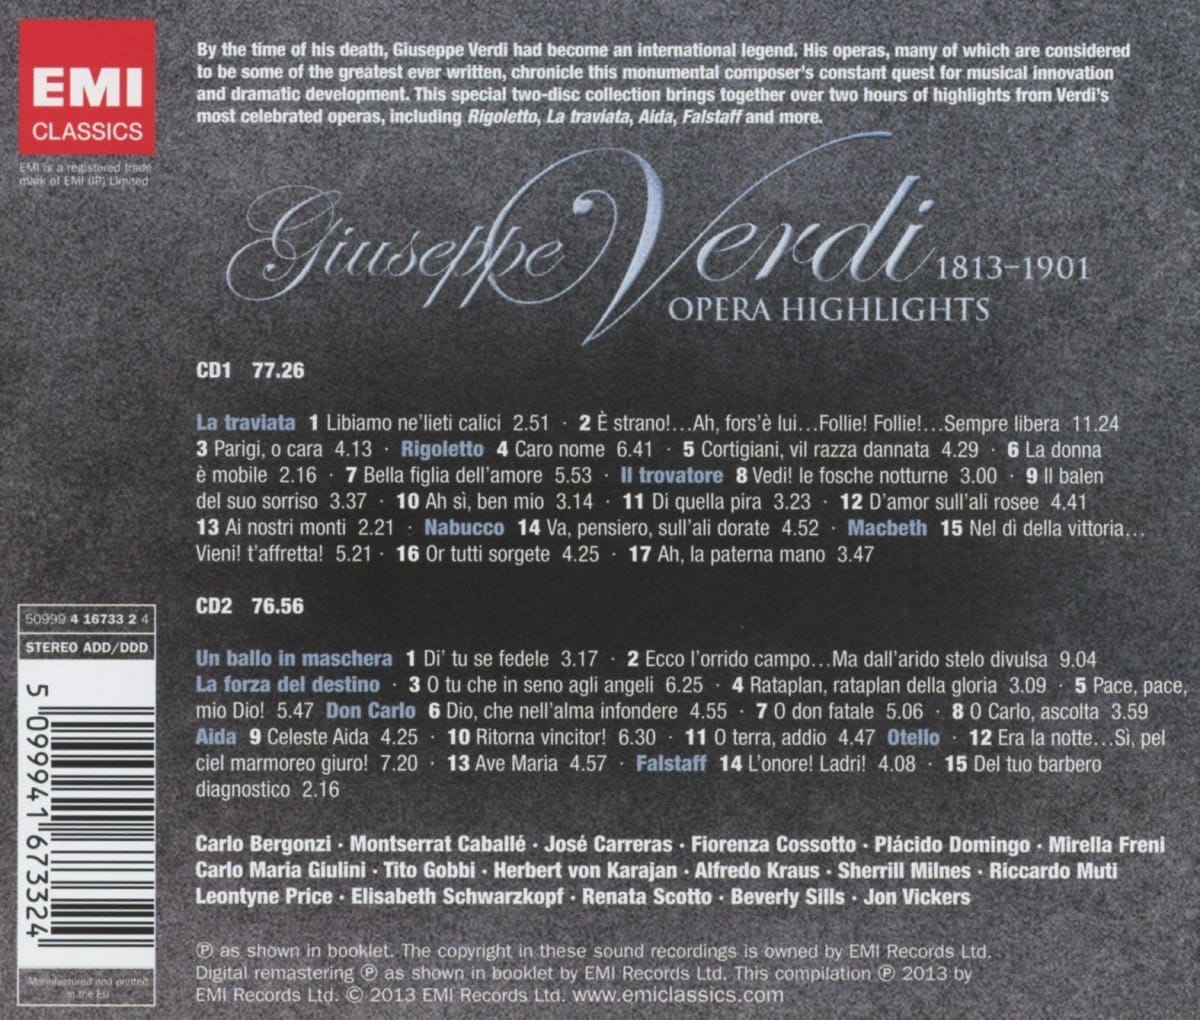 EMI
CLASSICS
EMI is a registered trade
mark of EMI (IP) Limited
By the time of his death, Giuseppe Verdi had become an international legend. His operas, many of which are considered
to be some of the greatest ever written, chronicle this monumental composer's constant quest for musical innovation
and dramatic development. This special two-disc collection brings together over two hours of highlights from Verdi's
most celebrated operas, including Rigoletto, La traviata, Aida, Falstaff and more.
Giuseppe Verdi 1813–1901
OPERA HIGHLIGHTS
CD1 77.26
La traviata 1 Libiamo ne'lieti calici 2.51 · 2 È strano!…Ah, fors'è lui…Follie! Follie!…Sempre libera 11.24
3 Parigi, o cara 4.13 · Rigoletto 4 Caro nome 6.41 · 5 Cortigiani, vil razza dannata 4.29 · 6 La donna
è mobile 2.16 · 7 Bella figlia dell'amore 5.53 · Il trovatore 8 Vedi! le fosche notturne 3.00 · 9 Il balen
del suo sorriso 3.37 · 10 Ah sì, ben mio 3.14 · 11 Di quella pira 3.23 · 12 D'amor sull'ali rosee 4.41
13 Ai nostri monti 2.21 · Nabucco 14 Va, pensiero, sull'ali dorate 4.52 · Macbeth 15 Nel dì della vittoria…
Vieni! t'affretta! 5.21 · 16 Or tutti sorgete 4.25 · 17 Ah, la paterna mano 3.47
CD2 76.56
Un ballo in maschera 1 Di' tu se fedele 3.17 · 2 Ecco l'orrido campo…Ma dall'arido stelo divulsa 9.04
La forza del destino · 3 O tu che in seno agli angeli 6.25 · 4 Rataplan, rataplan della gloria 3.09 · 5 Pace, pace,
mio Dio! 5.47 Don Carlo 6 Dio, che nell'alma infondere 4.55 · 7 O don fatale 5.06 · 8 O Carlo, ascolta 3.59
Aida 9 Celeste Aida 4.25 · 10 Ritorna vincitor! 6.30 · 11 O terra, addio 4.47 Otello · 12 Era la notte…Sì, pel
ciel marmoreo giuro! 7.20 · 13 Ave Maria 4.57 · Falstaff 14 L'onore! Ladri! 4.08 · 15 Del tuo barbero
diagnostico 2.16
Carlo Bergonzi · Montserrat Caballé · José Carreras · Fiorenza Cossotto · Plácido Domingo · Mirella Freni
Carlo Maria Giulini · Tito Gobbi · Herbert von Karajan · Alfredo Kraus · Sherrill Milnes · Riccardo Muti
Leontyne Price · Elisabeth Schwarzkopf · Renata Scotto · Beverly Sills · Jon Vickers
℗ as shown in booklet. The copyright in these sound recordings is owned by EMI Records Ltd.
Digital remastering ℗ as shown in booklet by EMI Records Ltd. This compilation ℗ 2013 by
EMI Records Ltd. © 2013 EMI Records Ltd. www.emiclassics.com
50999 4 16733 2 4
STEREO ADD/DDD
5 099941 673324
Manufactured and printed
in the EU